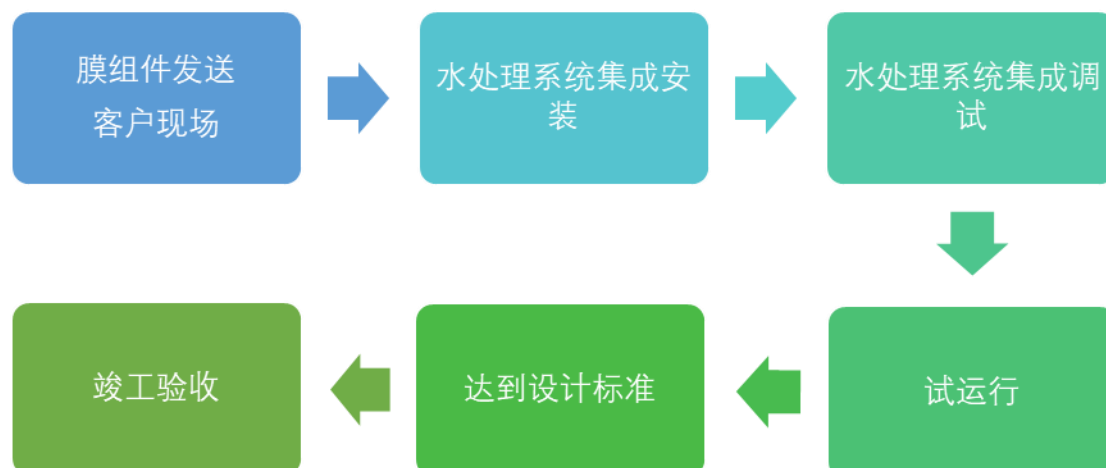 膜组件发送
客户现场
水处理系统集成安
装
水处理系统集成调
试
试运行
达到设计标准
竣工验收